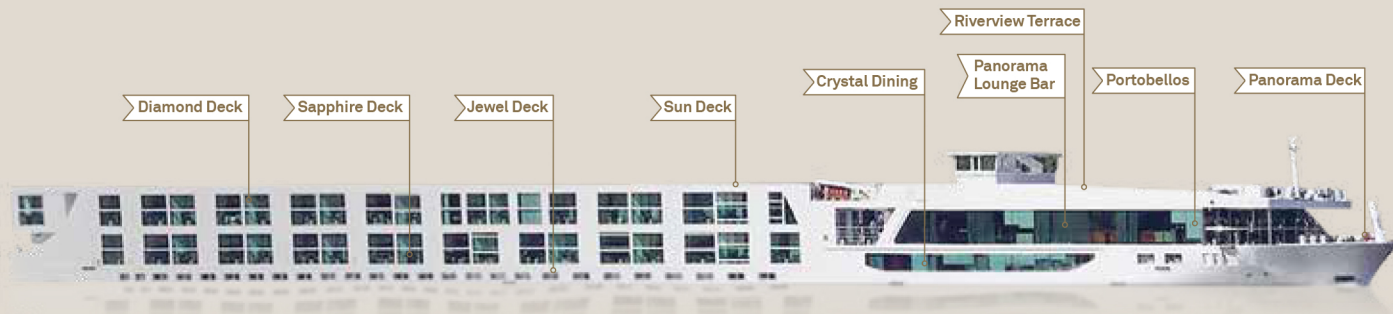 Riverview Terrace
Panorama
Lounge Bar
Crystal Dining
Portobellos
Panorama Deck
Diamond Deck
Sapphire Deck
Jewel Deck
Sun Deck